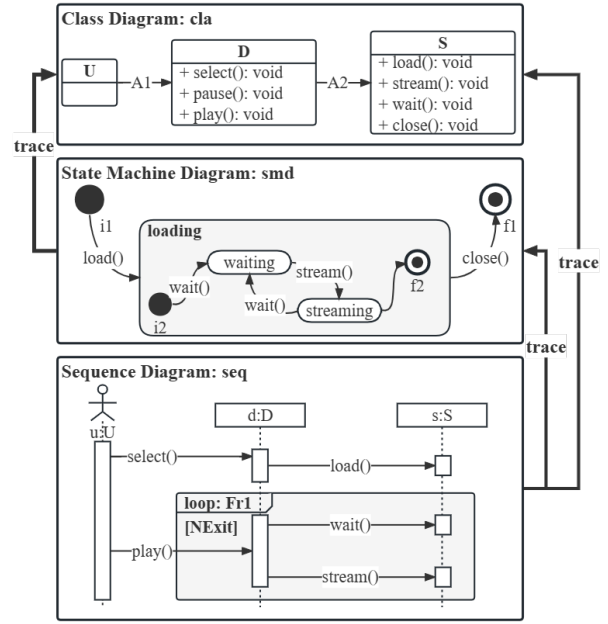 Class Diagram: cla
U
A1
D
+ select(): void
+ pause(): void
+ play(): void
A2
S
+ load(): void
+ stream(): void
+ wait(): void
+ close(): void
trace
State Machine Diagram: smd
i1
load()
loading
waiting
wait()
i2
stream()
wait()
streaming
f2
close()
f1
trace
trace
Sequence Diagram: seq
u:U
d:D
s:S
select()
load()
loop: Fr1
[NExit]
wait()
play()
stream()